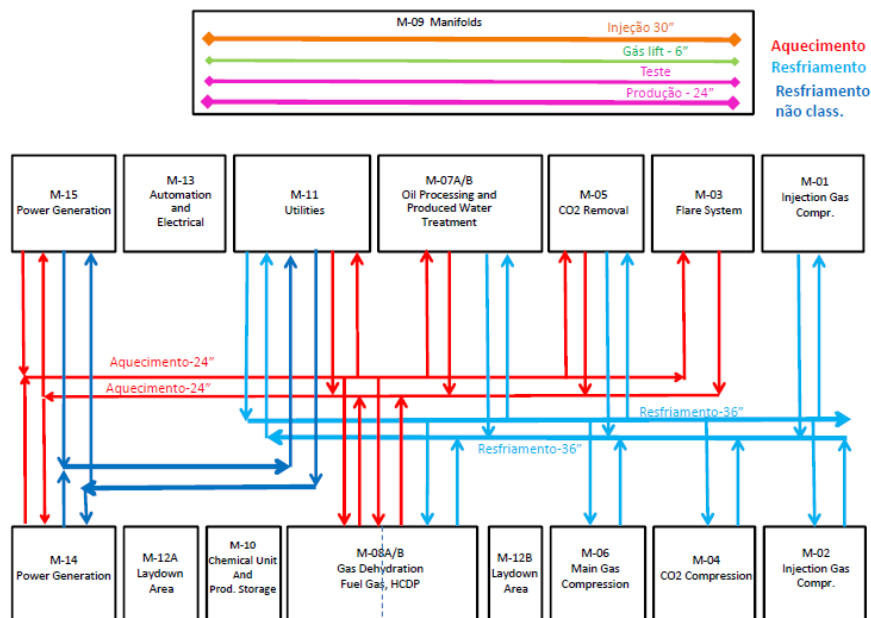 M-09 Manifolds
Injeção 30”
Gás lift - 6”
Teste
Produção - 24”
Aquecimento
Resfriamento
Resfriamento
não class.
M-15
Power Generation
M-13
Automation
and
Electrical
M-11
Utilities
M-07A/B
Oil Processing and
Produced Water
Treatment
M-05
CO2 Removal
M-03
Flare System
M-01
Injection Gas
Compr.
Aquecimento-24”
Aquecimento-24”
Resfriamento-36”
Resfriamento-36”
M-14
Power Generation
M-12A
Laydown
Area
M-10
Chemical Unit
And
Prod. Storage
M-08A/B
Gas Dehydration
Fuel Gas, HCDP
M-12B
Laydown
Area
M-06
Main Gas
Compression
M-04
CO2 Compression
M-02
Injection Gas
Compr.